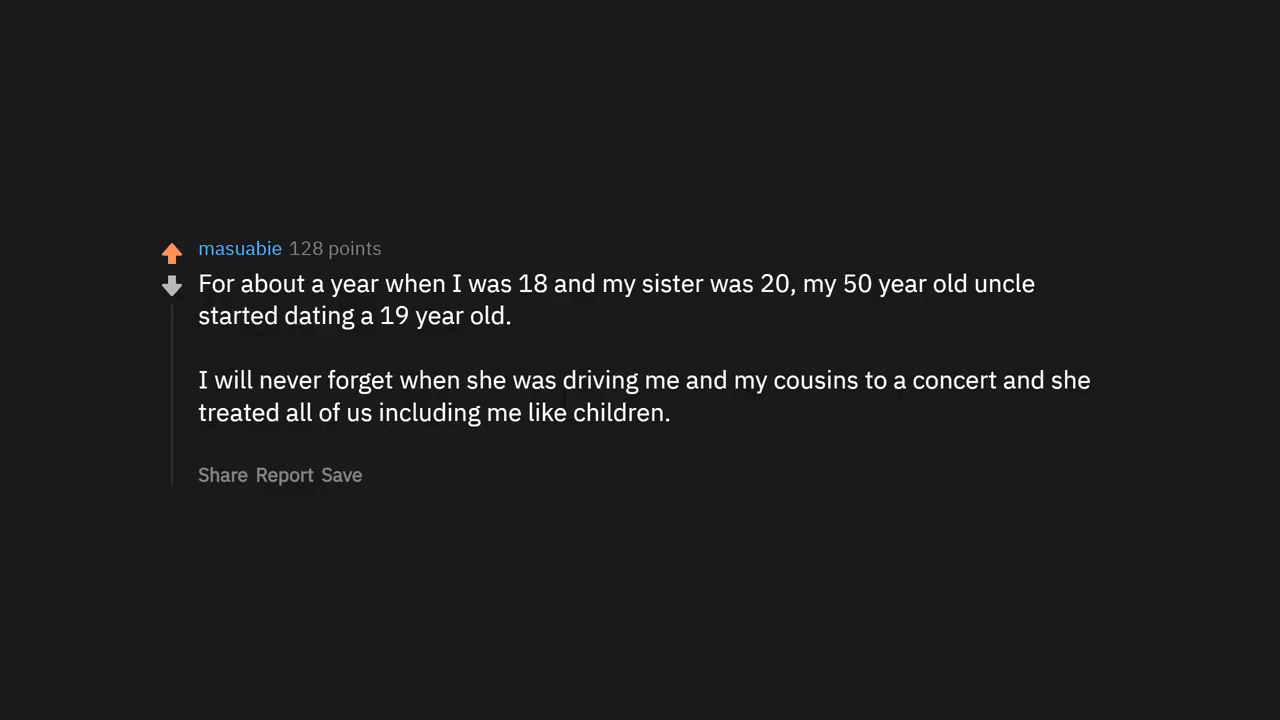 masuabie 128 points
For about a year when I was 18 and my sister was 20, my 50 year old uncle
started dating a 19 year old.
I will never forget when she was driving me and my cousins to a concert and she
treated all of us including me like children.
Share Report Save